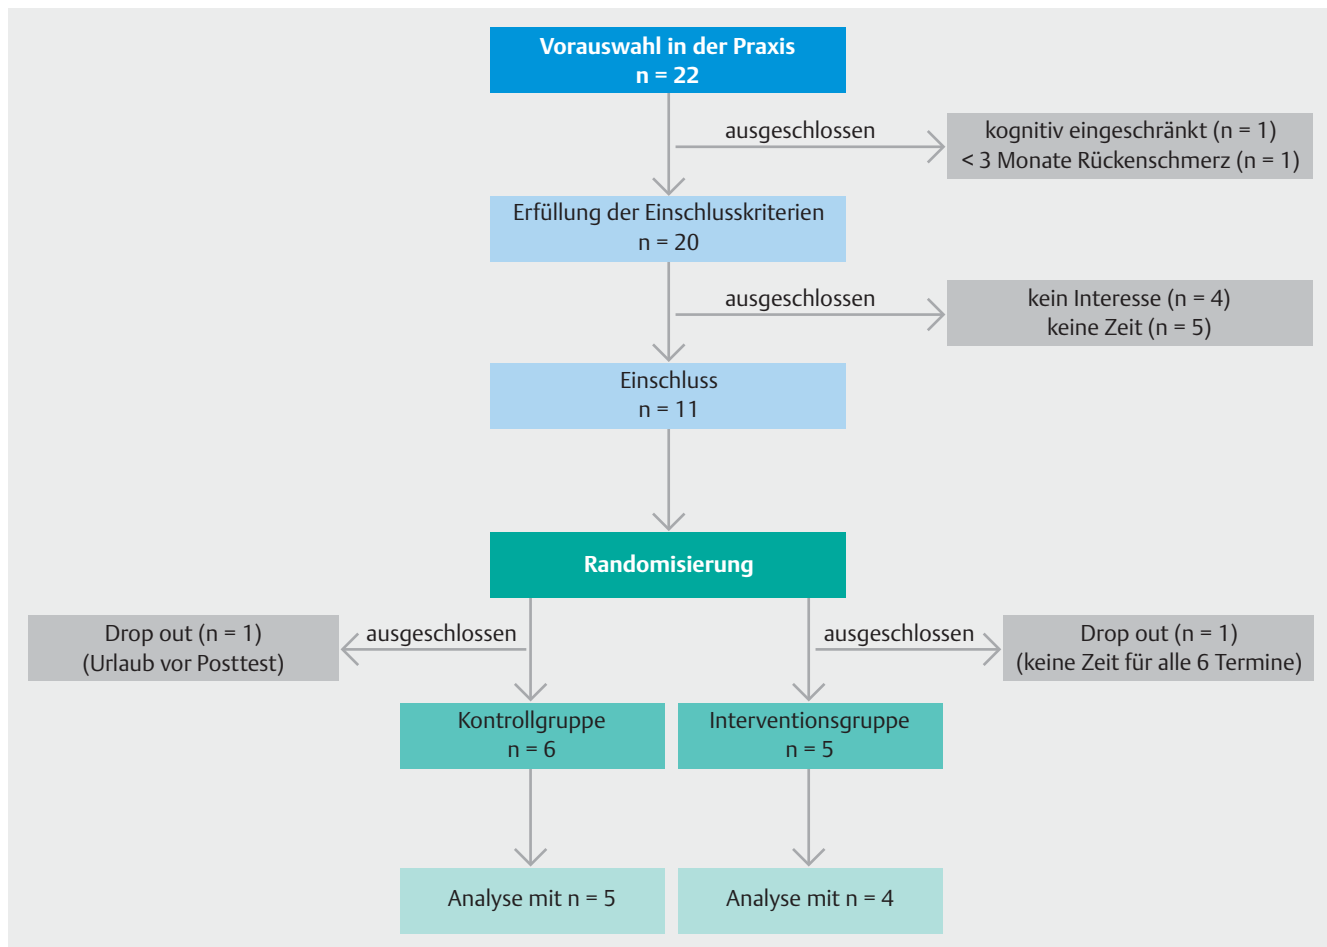 Vorauswahl in der Praxis
n = 22
ausgeschlossen
kognitiv eingeschränkt (n = 1)
< 3 Monate Rückenschmerz (n = 1)
Erfüllung der Einschlusskriterien
n = 20
ausgeschlossen
kein Interesse (n = 4)
keine Zeit (n = 5)
Einschluss
n = 11
Randomisierung
Drop out (n = 1)
(Urlaub vor Posttest)
ausgeschlossen
ausgeschlossen
Drop out (n = 1)
(keine Zeit für alle 6 Termine)
Kontrollgruppe
n = 6
Interventionsgruppe
n = 5
Analyse mit n = 5
Analyse mit n = 4